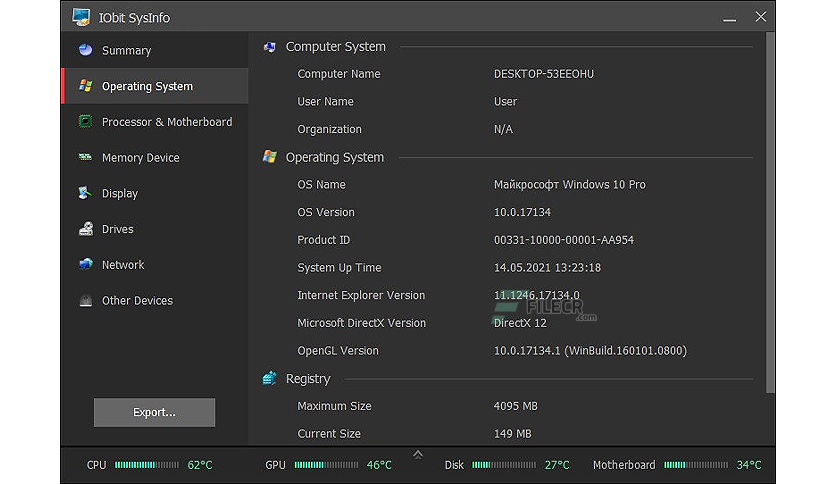 IObit SysInfo
Summary
Operating System
Processor & Motherboard
Memory Device
Display
Drives
Network
Other Devices
Export...
Computer System
Computer Name DESKTOP-53EEOHU
User Name User
Organization N/A
Operating System
OS Name Майкрософт Windows 10 Pro
OS Version 10.0.17134
Product ID 00331-10000-00001-AA954
System Up Time 14.05.2021 13:23:18
Internet Explorer Version 11.1246.17134.0
FILECR
.com
Microsoft DirectX Version DirectX 12
OpenGL Version 10.0.17134.1 (WinBuild.160101.0800)
Registry
Maximum Size 4095 MB
Current Size 149 MB
CPU 62°C GPU 46°C Disk 27°C Motherboard 34°C